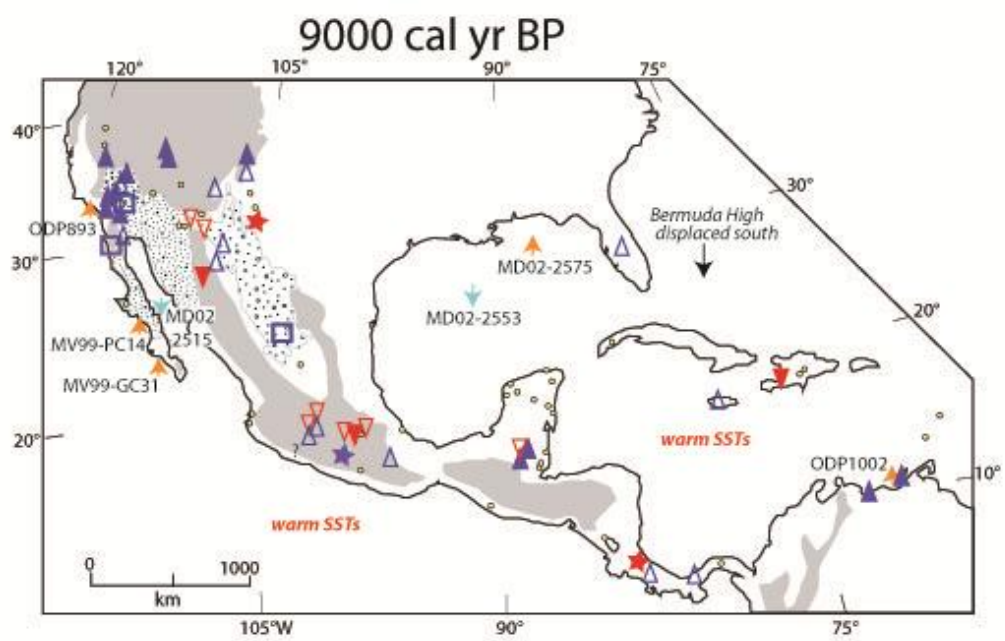 9000 cal yr BP
120° 105° 90° 75°
40°
30°
ODP893
Bermuda High
displaced south
30°
MD02-2575
20°
MD02
2515
MD02-2553
MV99-PC14
MV99-GC31
20°
?
warm SSTs
ODP1002
10°
warm SSTs
0 1000
km
105°W 90° 75°